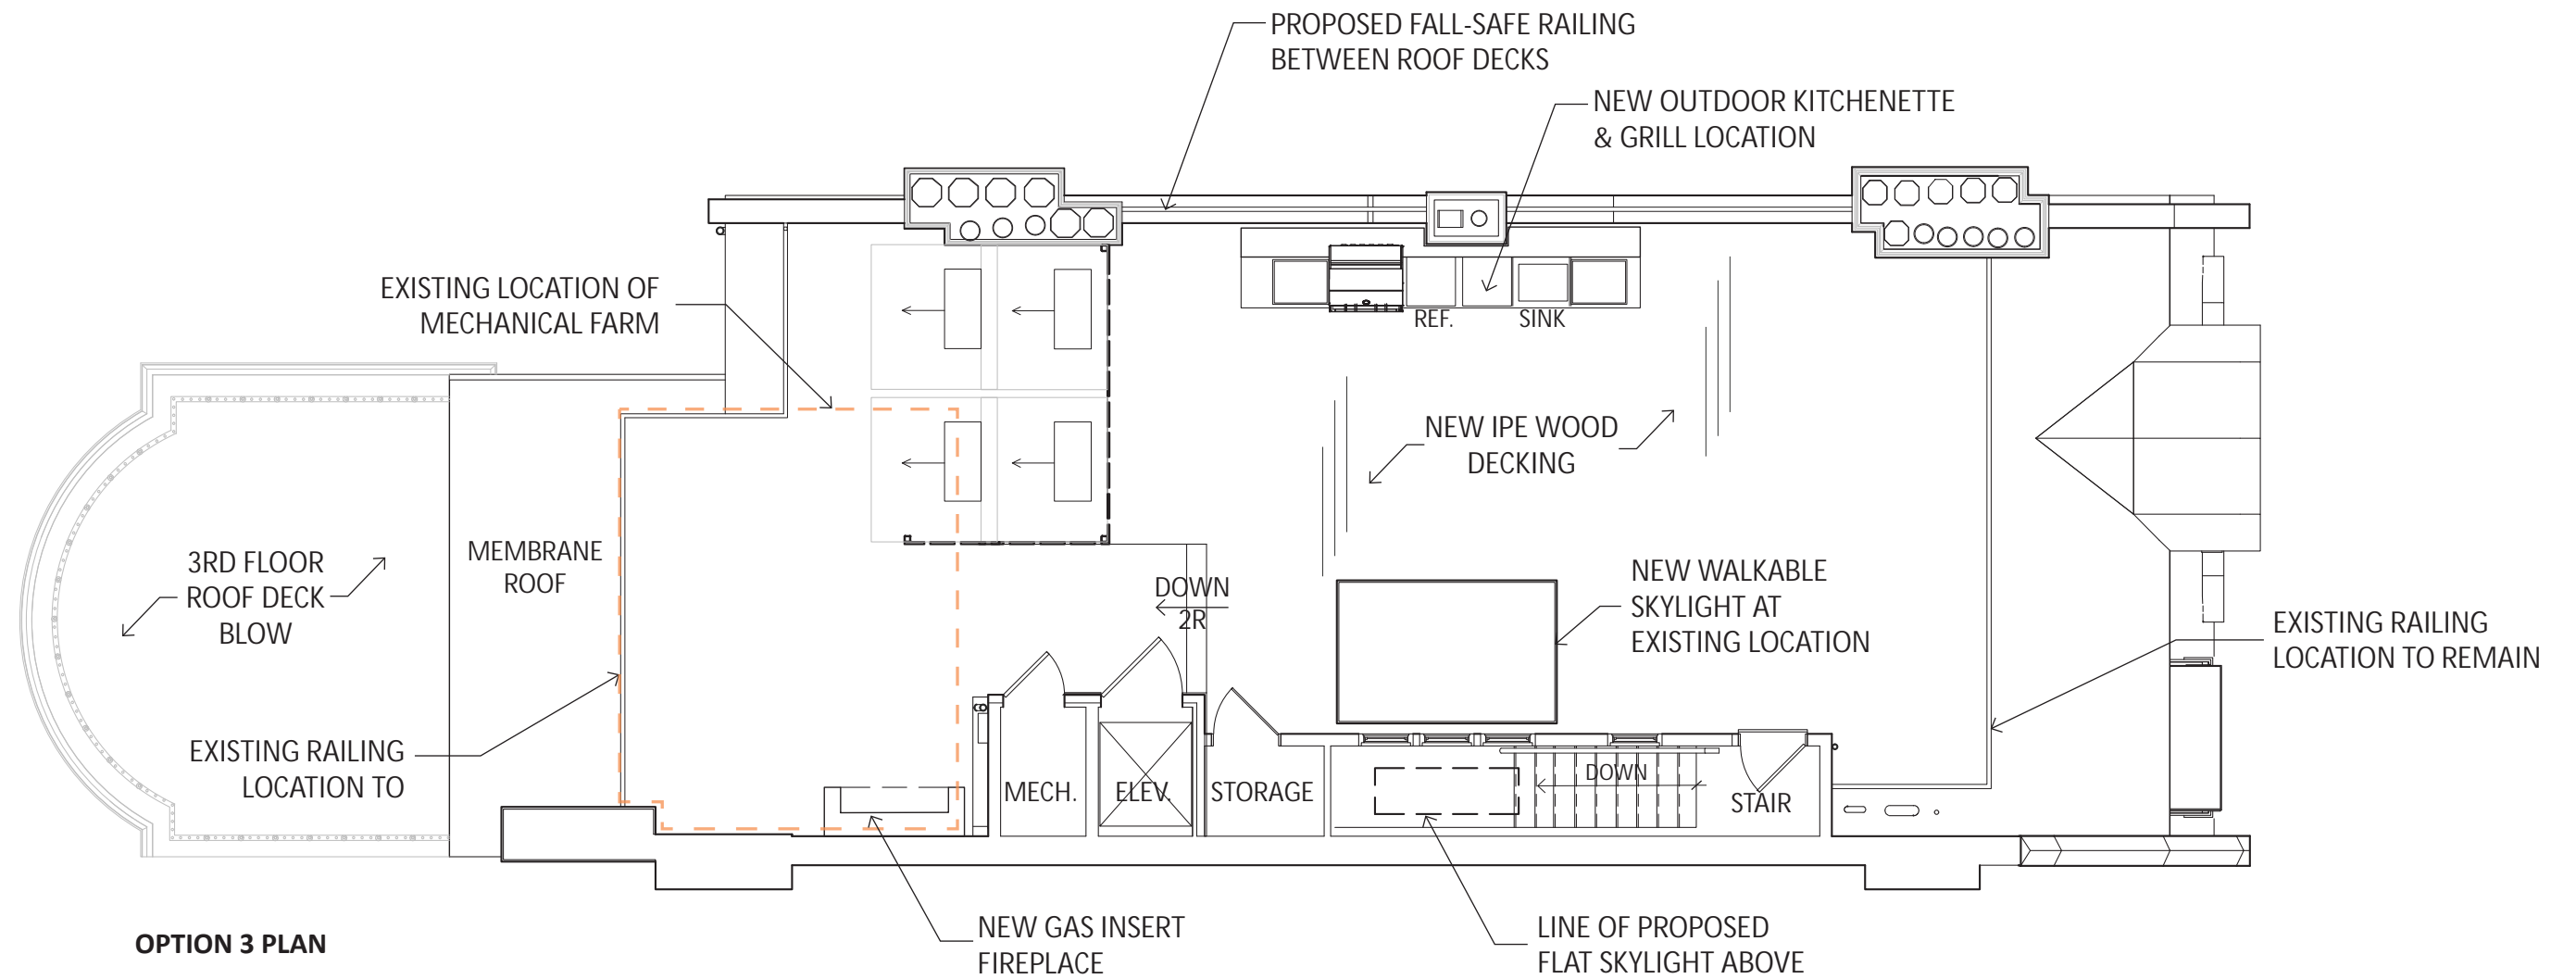 PROPOSED FALL-SAFE RAILING
BETWEEN ROOF DECKS
NEW OUTDOOR KITCHENETTE
& GRILL LOCATION
EXISTING LOCATION OF
MECHANICAL FARM
REF.
SINK
NEW IPE WOOD
DECKING
3RD FLOOR
ROOF DECK
BLOW
MEMBRANE
ROOF
DOWN
2R
NEW WALKABLE
SKYLIGHT AT
EXISTING LOCATION
EXISTING RAILING
LOCATION TO REMAIN
EXISTING RAILING
LOCATION TO
MECH.
ELEV.
STORAGE
DOWN
STAIR
NEW GAS INSERT
FIREPLACE
LINE OF PROPOSED
FLAT SKYLIGHT ABOVE
OPTION 3 PLAN